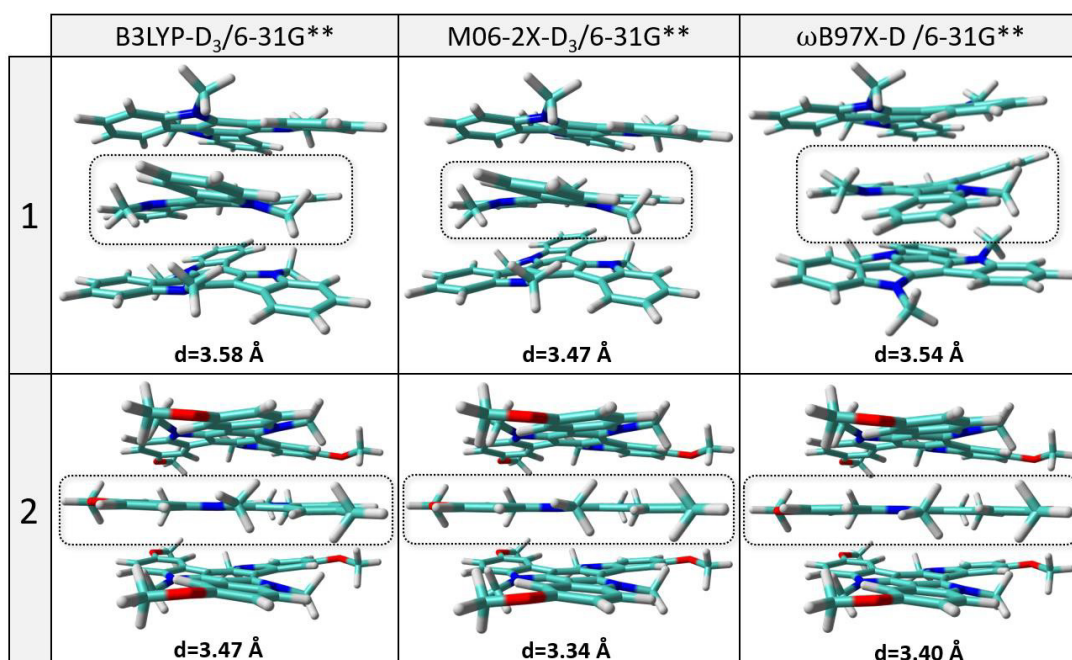 B3LYP-D₃/6-31G** M06-2X-D₃/6-31G** ωB97X-D /6-31G**
1
d=3.58 Å d=3.47 Å d=3.54 Å
2
d=3.47 Å d=3.34 Å d=3.40 Å